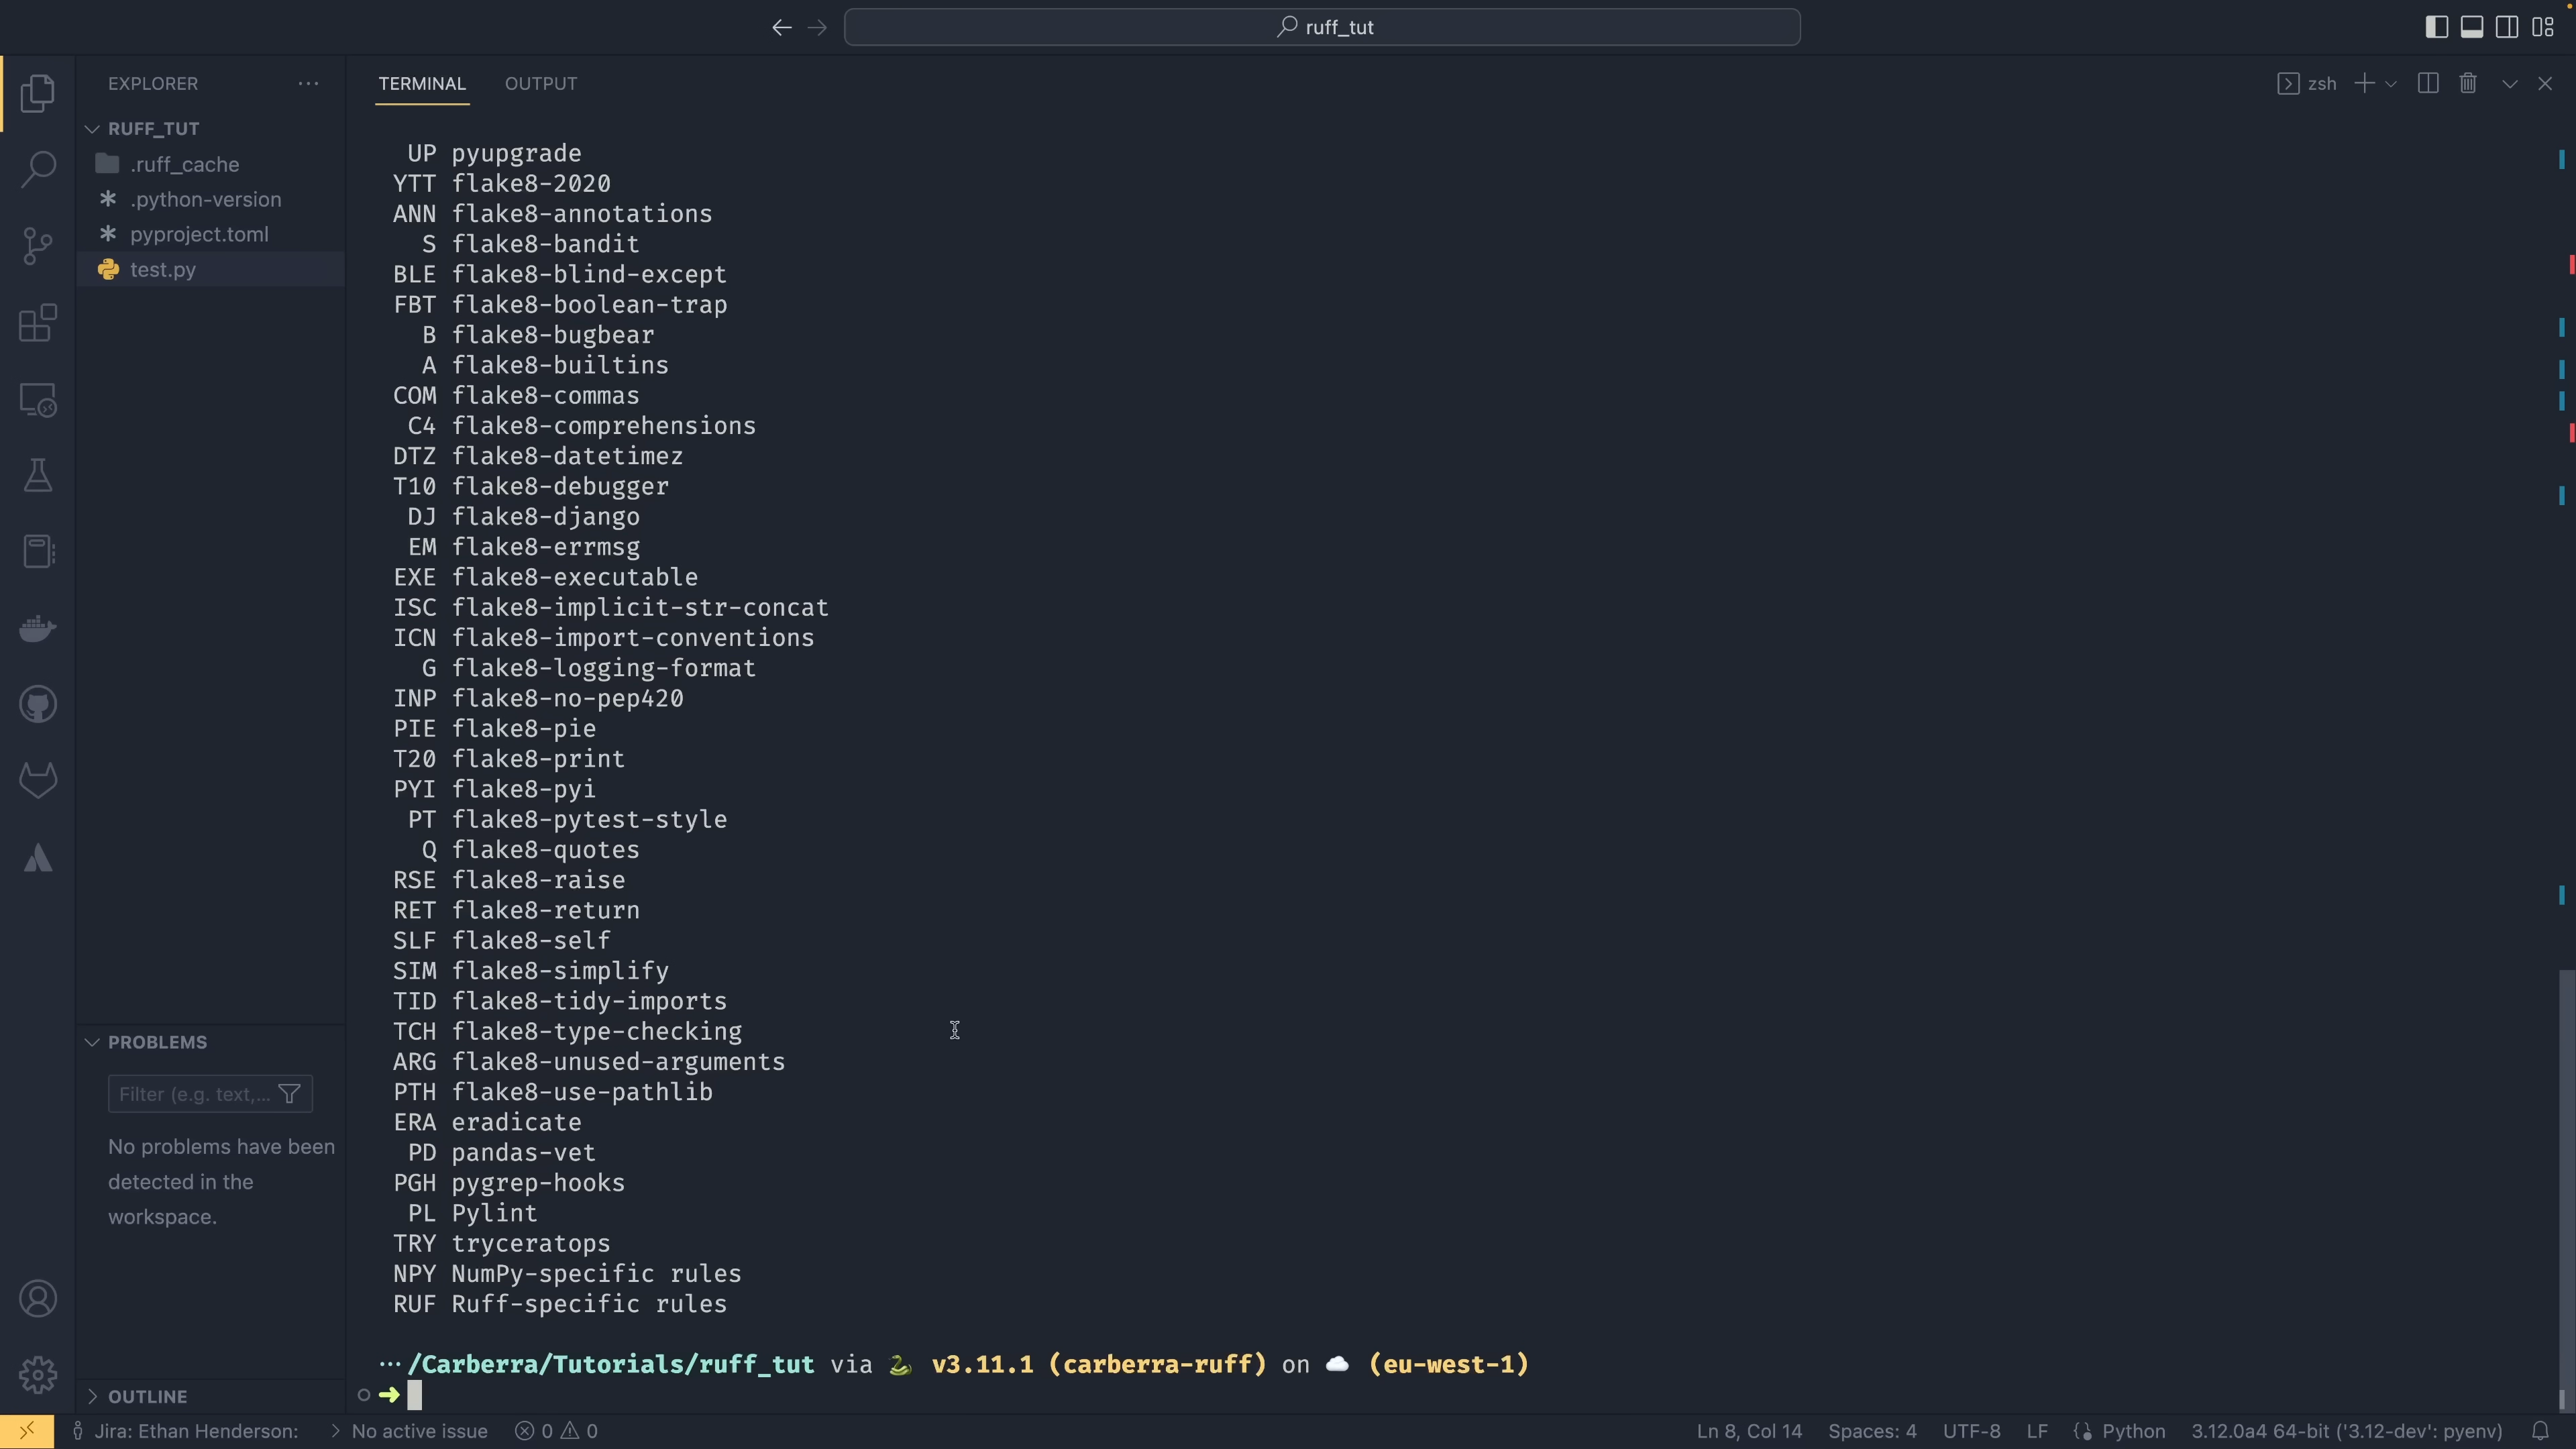 ruff_tut
EXPLORER
RUFF_TUT
.ruff_cache
.python-version
pyproject.toml
test.py
PROBLEMS
Filter (e.g. text,...
No problems have been
detected in the
workspace.
OUTLINE
TERMINAL OUTPUT
zsh
UP pyupgrade
YTT flake8-2020
ANN flake8-annotations
S flake8-bandit
BLE flake8-blind-except
FBT flake8-boolean-trap
B flake8-bugbear
A flake8-builtins
COM flake8-commas
C4 flake8-comprehensions
DTZ flake8-datetimez
T10 flake8-debugger
DJ flake8-django
EM flake8-errmsg
EXE flake8-executable
ISC flake8-implicit-str-concat
ICN flake8-import-conventions
G flake8-logging-format
INP flake8-no-pep420
PIE flake8-pie
T20 flake8-print
PYI flake8-pyi
PT flake8-pytest-style
Q flake8-quotes
RSE flake8-raise
RET flake8-return
SLF flake8-self
SIM flake8-simplify
TID flake8-tidy-imports
TCH flake8-type-checking
ARG flake8-unused-arguments
PTH flake8-use-pathlib
ERA eradicate
PD pandas-vet
PGH pygrep-hooks
PL Pylint
TRY tryceratops
NPY NumPy-specific rules
RUF Ruff-specific rules
… /Carberra/Tutorials/ruff_tut via 🐍 v3.11.1 (carberra-ruff) on ☁️ (eu-west-1)
➜
Jira: Ethan Henderson: > No active issue 0 0 Ln 8, Col 14 Spaces: 4 UTF-8 LF Python 3.12.0a4 64-bit ('3.12-dev': pyenv)